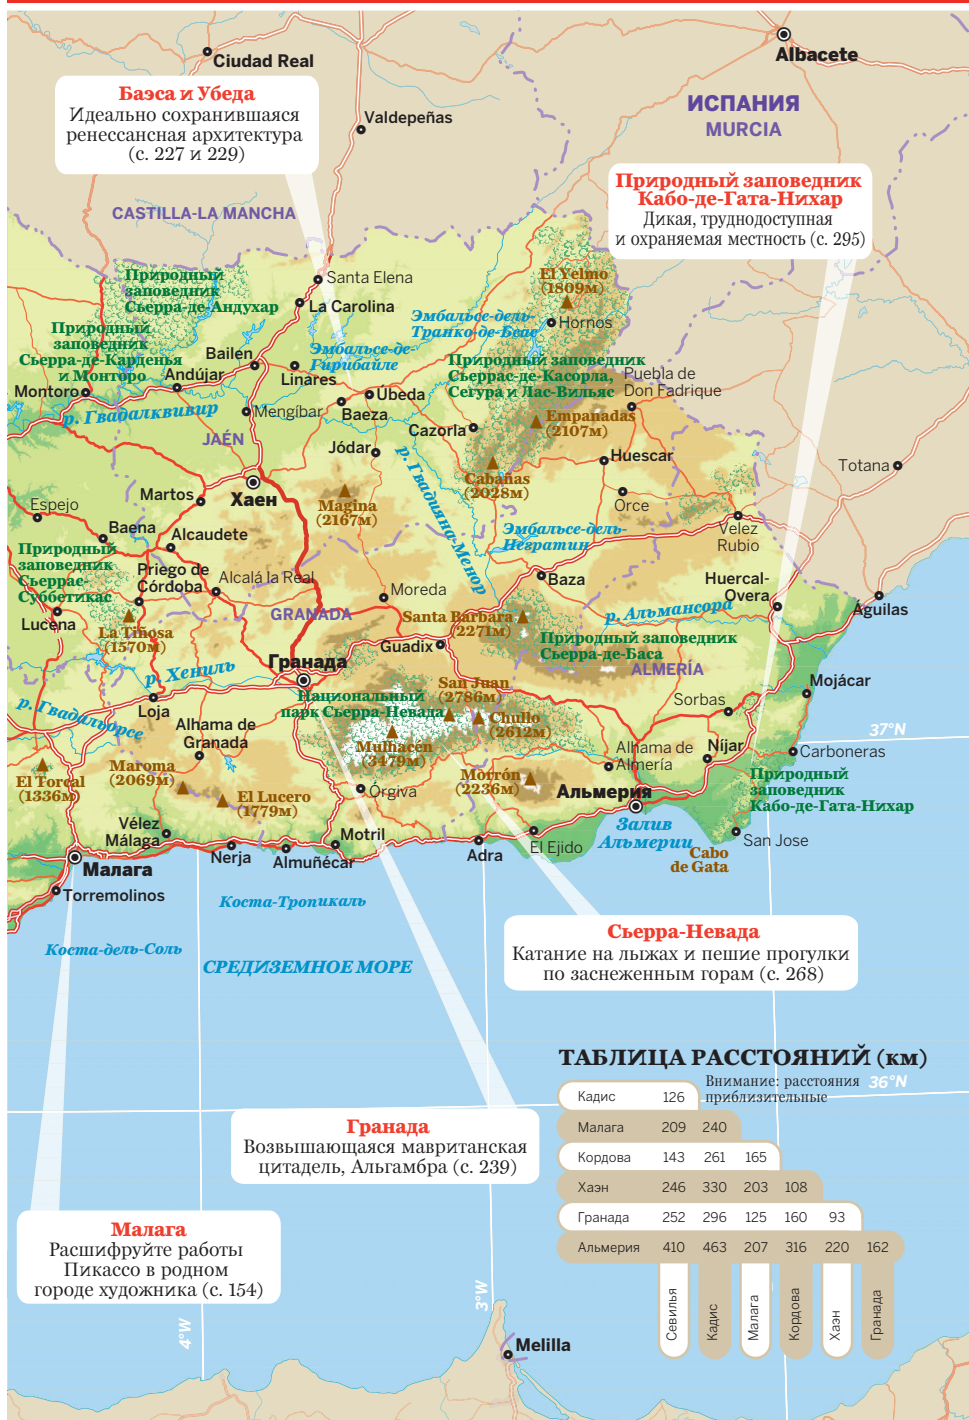 Ciudad Real
Albacete
Баэса и Убеда
Идеально сохранившаяся
ренессансная архитектура
(с. 227 и 229)
Valdepeñas
ИСПАНИЯ
MURCIA
Природный заповедник
Кабо-де-Гата-Нихар
Дикая, труднодоступная
и охраняемая местность (с. 295)
CASTILLA-LA MANCHA
Природный
заповедник
Сьерра-де-Андухар
Santa Elena
La Carolina
El Yelmo
(1809м)
Эмбальсе-дель-
Транко-де-Беас
Hornos
Природный
заповедник
Сьерра-де-Карденья
и Монторо
Bailén
Эмбальсе-де-
Гирибайле
Природный заповедник
Сьеррас-де-Касорла,
Сегура и Лас-Вильяс
Puebla de
Don Fadrique
Montoro
Andújar
Linares
Úbeda
Baeza
р. Гвадалквивир
Mengíbar
Empanadas
(2107м)
Cazorla
JAÉN
Jódar
Huescar
Totana
Cabañas
(2028м)
р. Гвадиана-Менор
Хаен
Martos
Magina
(2167м)
Orce
Espejo
Baena
Alcaudete
Эмбальсе-дель-
Негратин
Velez
Rubio
Природный
заповедник
Сьеррас-
Суббетикас
Priego de
Córdoba
Alcalá la Real
Moreda
Baza
Huercal-
Overa
Águilas
Lucena
GRANADA
Santa Barbara
(2271м)
р. Альмансора
La Tiñosa
(1570м)
Guadix
Природный заповедник
Сьерра-де-Баса
ALMERÍA
р. Хениль
Гранада
San Juan
(2786м)
Mojácar
Национальный
парк Сьерра-Невада
Sorbas
р. Гвадальорсе
Loja
Chullo
(2612м)
37°N
Alhama de
Granada
Mulhacén
(3479м)
Alhama de
Almería
Níjar
Carboneras
El Torcal
(1336м
Maroma
(2069м)
Morrón
(2236м)
Природный
заповедник
Кабо-де-Гата-Нихар
El Lucero
(1779м)
Órgiva
Альмерия
Vélez
Málaga
Motril
Залив
Альмерии
San Jose
Nerja
Almuñécar
Adra
El Ejido
Cabo
de Gata
Малага
Torremolinos
Коста-Тропикаль
Коста-дель-Соль
СРЕДИЗЕМНОЕ МОРЕ
Сьерра-Невада
Катание на лыжах и пешие прогулки
по заснеженным горам (с. 268)
ТАБЛИЦА РАССТОЯНИЙ (км)
Внимание: расстояния
приблизительные
36°N
Кадис 126
Малага 209 240
Кордова 143 261 165
Хаэн 246 330 203 108
Гранада 252 296 125 160 93
Альмерия 410 463 207 316 220 162
Севилья Кадис Малага Кордова Хаэн Гранада
Гранада
Возвышающаяся мавританская
цитадель, Альгамбра (с. 239)
Малага
Расшифруйте работы
Пикассо в родном
городе художника (с. 154)
3°W
4°W
Melilla